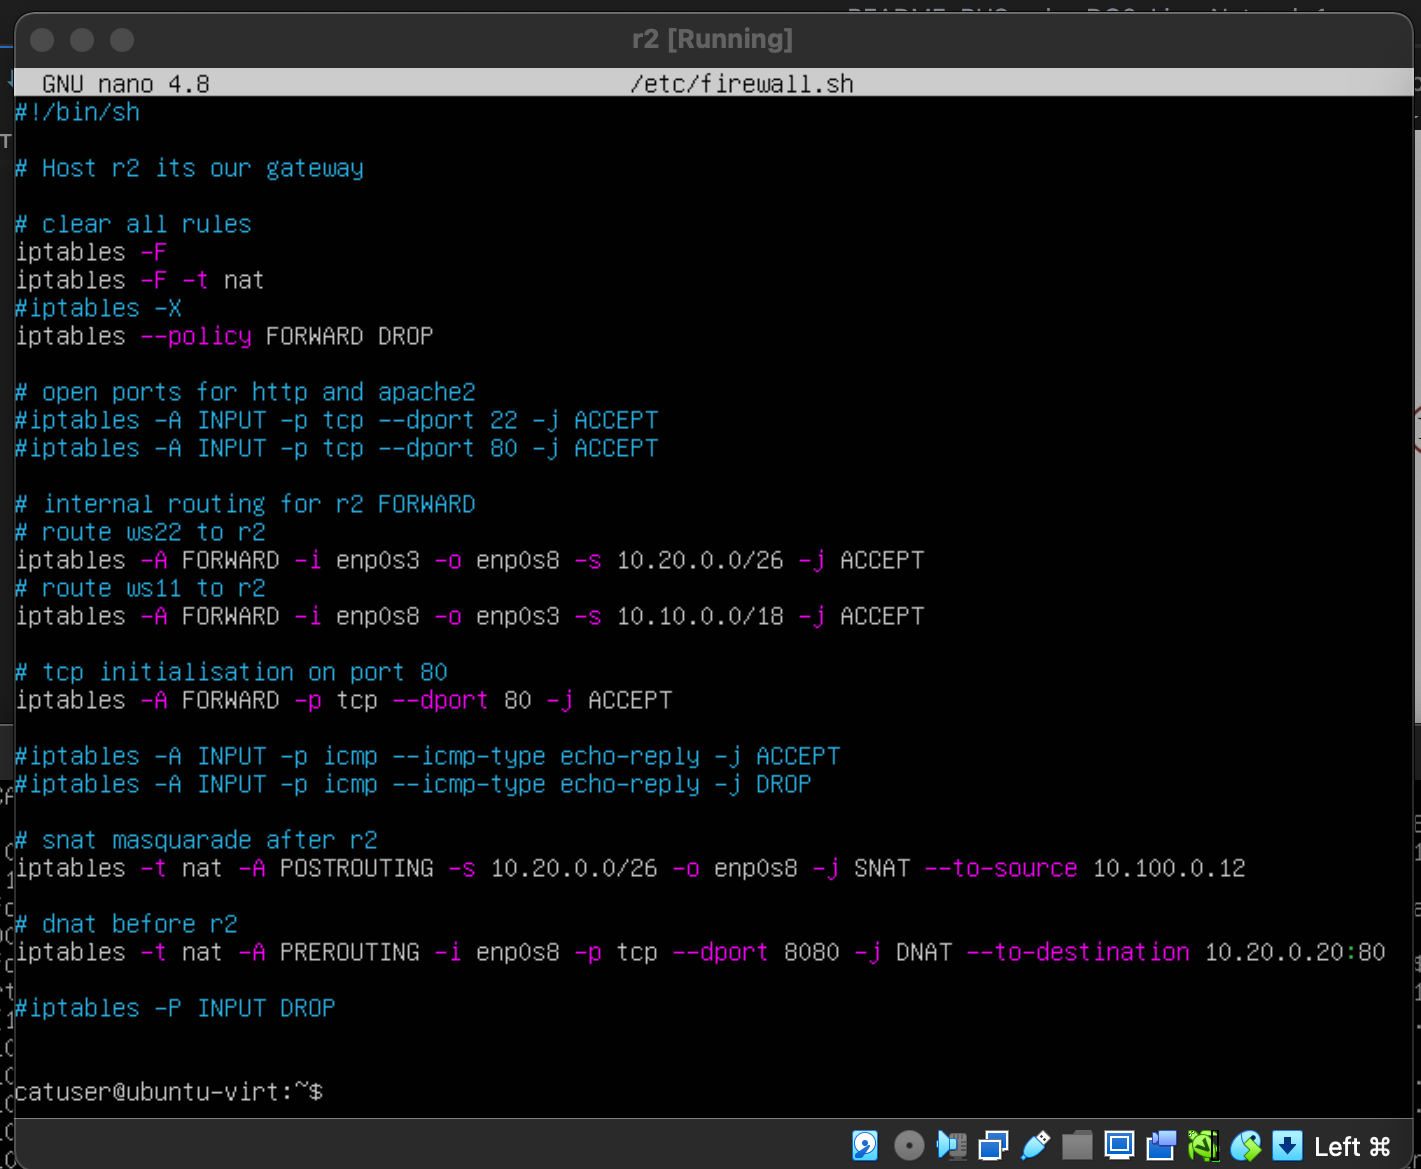 r2 [Running]
GNU nano 4.8 /etc/firewall.sh
#!/bin/sh
# Host r2 its our gateway
# clear all rules
iptables -F
iptables -F -t nat
#iptables -X
iptables --policy FORWARD DROP
# open ports for http and apache2
#iptables -A INPUT -p tcp --dport 22 -j ACCEPT
#iptables -A INPUT -p tcp --dport 80 -j ACCEPT
# internal routing for r2 FORWARD
# route ws22 to r2
iptables -A FORWARD -i enp0s3 -o enp0s8 -s 10.20.0.0/26 -j ACCEPT
# route ws11 to r2
iptables -A FORWARD -i enp0s8 -o enp0s3 -s 10.10.0.0/18 -j ACCEPT
# tcp initialisation on port 80
iptables -A FORWARD -p tcp --dport 80 -j ACCEPT
#iptables -A INPUT -p icmp --icmp-type echo-reply -j ACCEPT
#iptables -A INPUT -p icmp --icmp-type echo-reply -j DROP
# snat masquarade after r2
iptables -t nat -A POSTROUTING -s 10.20.0.0/26 -o enp0s8 -j SNAT --to-source 10.100.0.12
# dnat before r2
iptables -t nat -A PREROUTING -i enp0s8 -p tcp --dport 8080 -j DNAT --to-destination 10.20.0.20:80
#iptables -P INPUT DROP
catuser@ubuntu-virt:~$
Left ⌘